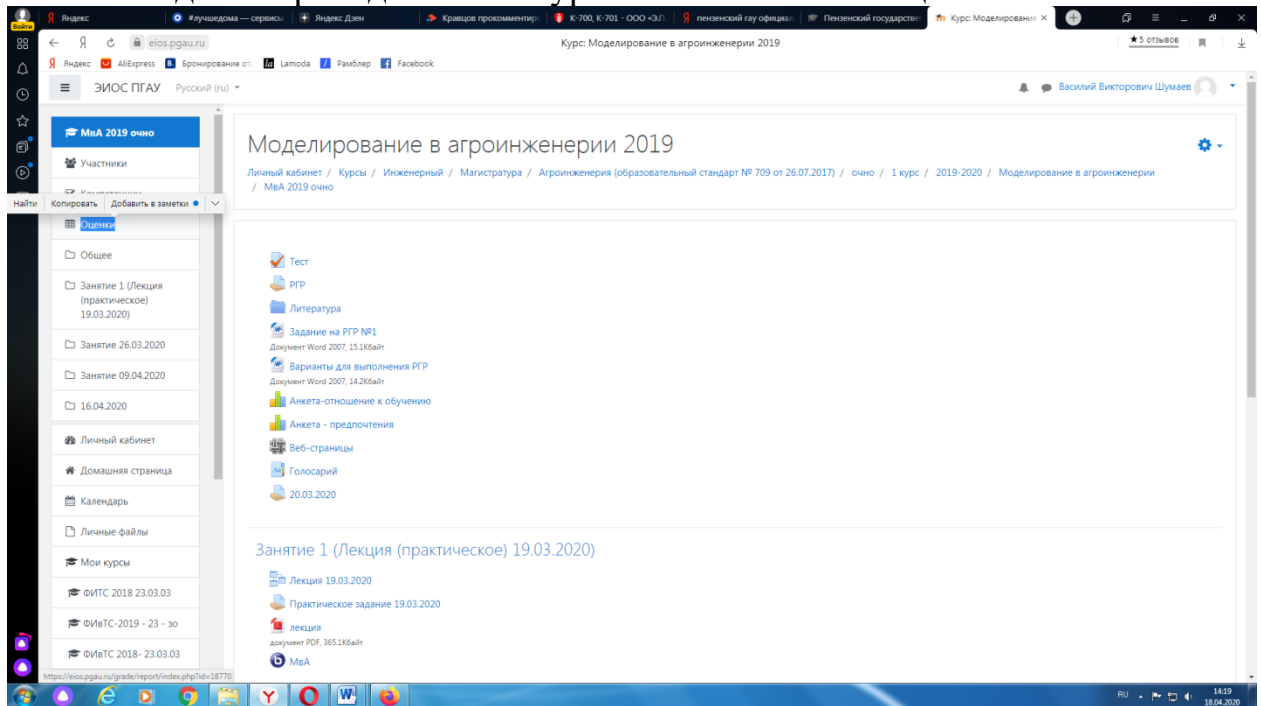 Войти
Яндекс
#лучшедома — сервисы
Яндекс Дзен
Кравцов прокомментир
К-700, К-701 - ООО «ЭЛ
пензенский гау официал
Пензенский государстве
Курс: Моделирование
eios.pgau.ru
Курс: Моделирование в агроинженерии 2019
★ 5 отзывов
Яндекс
AliExpress
Бронирование от
Lamoda
Рамблер
Facebook
ЭИОС ПГАУ
Русский (ru)
Василий Викторович Шумаев
МвА 2019 очно
Участники
Найти
Копировать
Добавить в заметки
Оценки
Общее
Занятие 1 (Лекция
(практическое)
19.03.2020)
Занятие 26.03.2020
Занятие 09.04.2020
16.04.2020
Личный кабинет
Домашняя страница
Календарь
Личные файлы
Мои курсы
ФИТС 2018 23.03.03
ФИвТС-2019 - 23 - зо
ФИвТС 2018- 23.03.03
https://eios.pgau.ru/grade/report/index.php?id=18770
Моделирование в агроинженерии 2019
Личный кабинет / Курсы / Инженерный / Магистратура / Агроинженерия (образовательный стандарт № 709 от 26.07.2017) / очно / 1 курс / 2019-2020 / Моделирование в агроинженерии
/ МвА 2019 очно
Тест
РГР
Литература
Задание на РГР №1
Документ Word 2007, 15.1Кбайт
Варианты для выполнения РГР
Документ Word 2007, 14.2Кбайт
Анкета-отношение к обучению
Анкета - предпочтения
Веб-страницы
Голосарий
20.03.2020
Занятие 1 (Лекция (практическое) 19.03.2020)
Лекция 19.03.2020
Практическое задание 19.03.2020
лекция
документ PDF, 365.1Кбайт
МвА
RU
14:19
18.04.2020